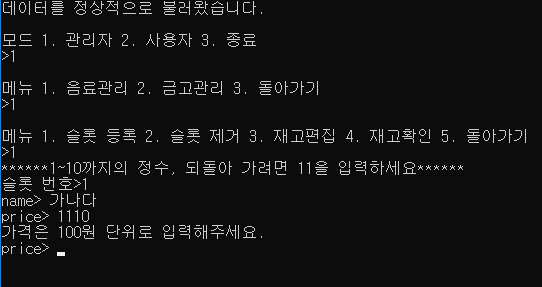 데이터를 정상적으로 불러왔습니다.
모드 1. 관리자 2. 사용자 3. 종료
>1
메뉴 1. 음료관리 2. 금고관리 3. 돌아가기
>1
메뉴 1. 슬롯 등록 2. 슬롯 제거 3. 재고편집 4. 재고확인 5. 돌아가기
>1
******1~10까지의 정수, 되돌아 가려면 11을 입력하세요******
슬롯 번호>1
name> 가나다
price> 1110
가격은 100원 단위로 입력해주세요.
price>